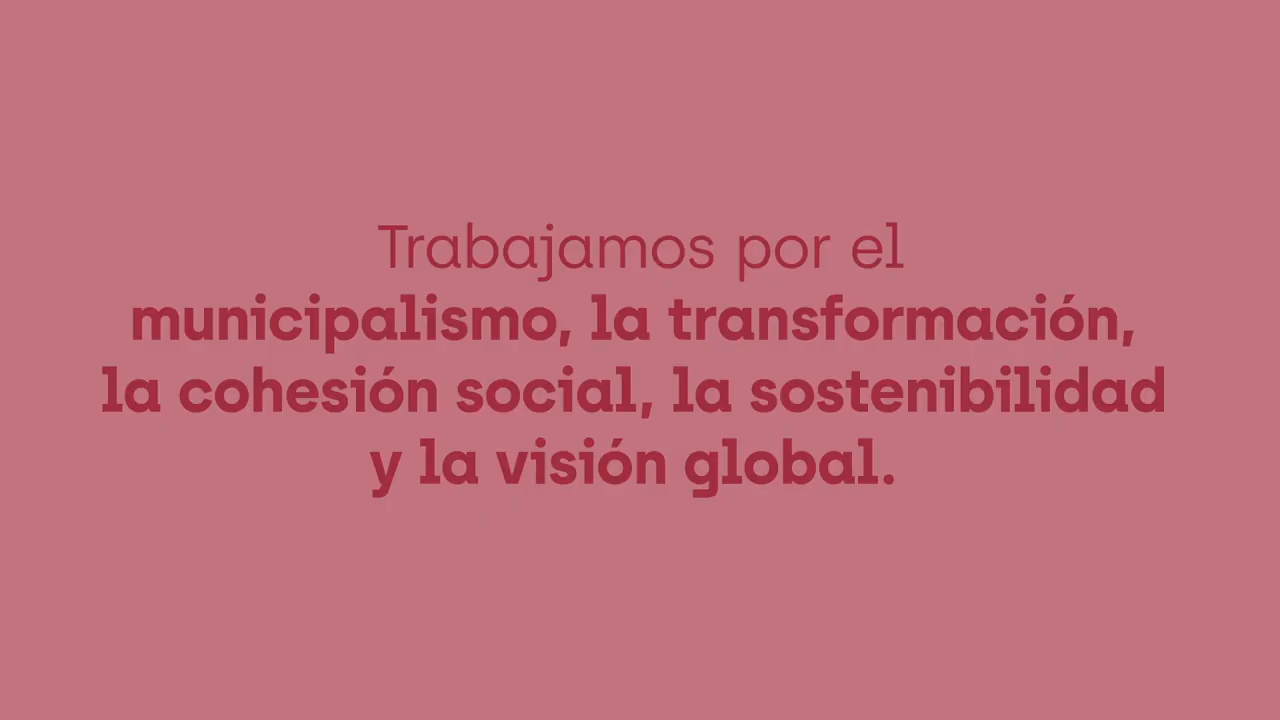 Trabajamos por el
municipalismo, la transformación,
la cohesión social, la sostenibilidad
y la visión global.